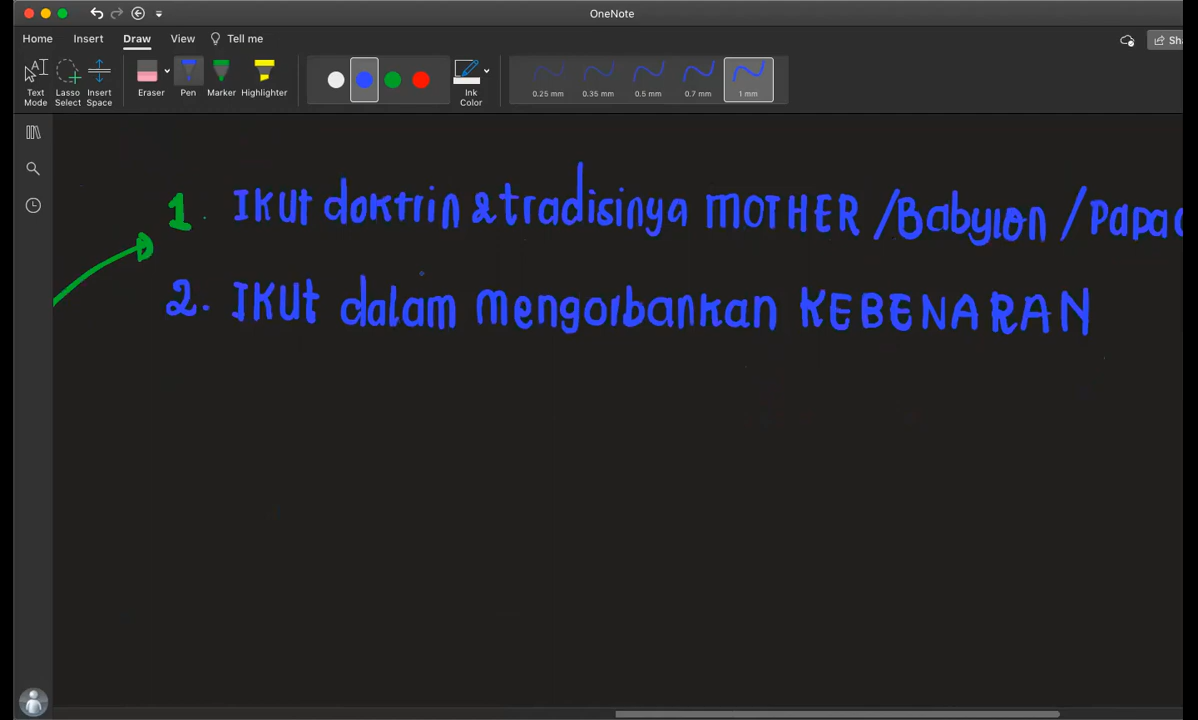 OneNote
Home Insert Draw View Tell me
Sha
Text Mode
Lasso Select
Insert Space
Eraser
Pen
Marker
Highlighter
Ink Color
0.25 mm 0.35 mm 0.5 mm 0.7 mm 1 mm
1. Ikut doktrin & tradisinya MOTHER / Babylon / Papa
2. IKUT dalam mengorbankan KEBENARAN